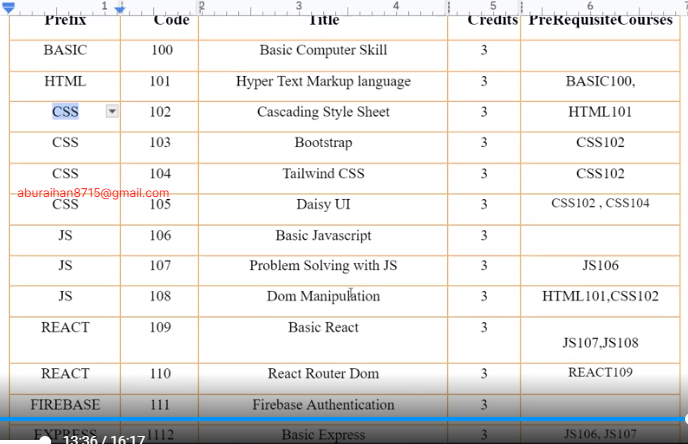 1 2 3 4 5 6 7
Prefix Code Title Credits PreRequisiteCourses
BASIC 100 Basic Computer Skill 3
HTML 101 Hyper Text Markup language 3 BASIC100,
CSS 102 Cascading Style Sheet 3 HTML101
CSS 103 Bootstrap 3 CSS102
CSS 104 Tailwind CSS 3 CSS102
aburaihan8715@gmail.com
CSS 105 Daisy UI 3 CSS102 , CSS104
JS 106 Basic Javascript 3
JS 107 Problem Solving with JS 3 JS106
JS 108 Dom Manipulation 3 HTML101,CSS102
REACT 109 Basic React 3
JS107,JS108
REACT 110 React Router Dom 3 REACT109
FIREBASE 111 Firebase Authentication 3
EXPRESS 1112 Basic Express 3 JS106, JS107
13:36 / 16:17